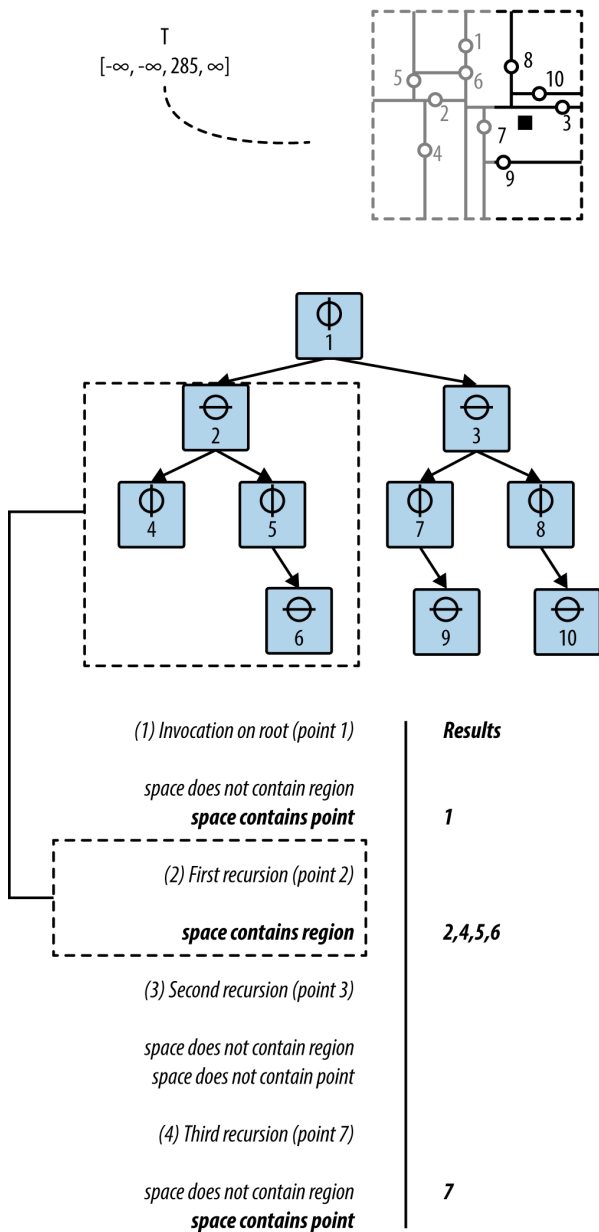 T
[-∞, -∞, 285, ∞]
1
8
5
6
10
2
7
3
4
9
1
2
3
4
5
7
8
6
9
10
(1) Invocation on root (point 1)
Results
space does not contain region
space contains point
1
(2) First recursion (point 2)
space contains region
2,4,5,6
(3) Second recursion (point 3)
space does not contain region
space does not contain point
(4) Third recursion (point 7)
space does not contain region
7
space contains point